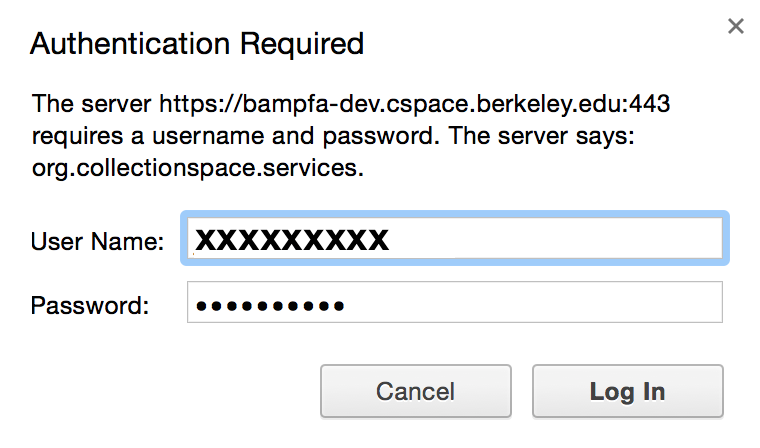 Authentication Required
The server https://bampfa-dev.cspace.berkeley.edu:443
requires a username and password. The server says:
org.collectionspace.services.
User Name: XXXXXXXXX
Password: ••••••••••
Cancel Log In